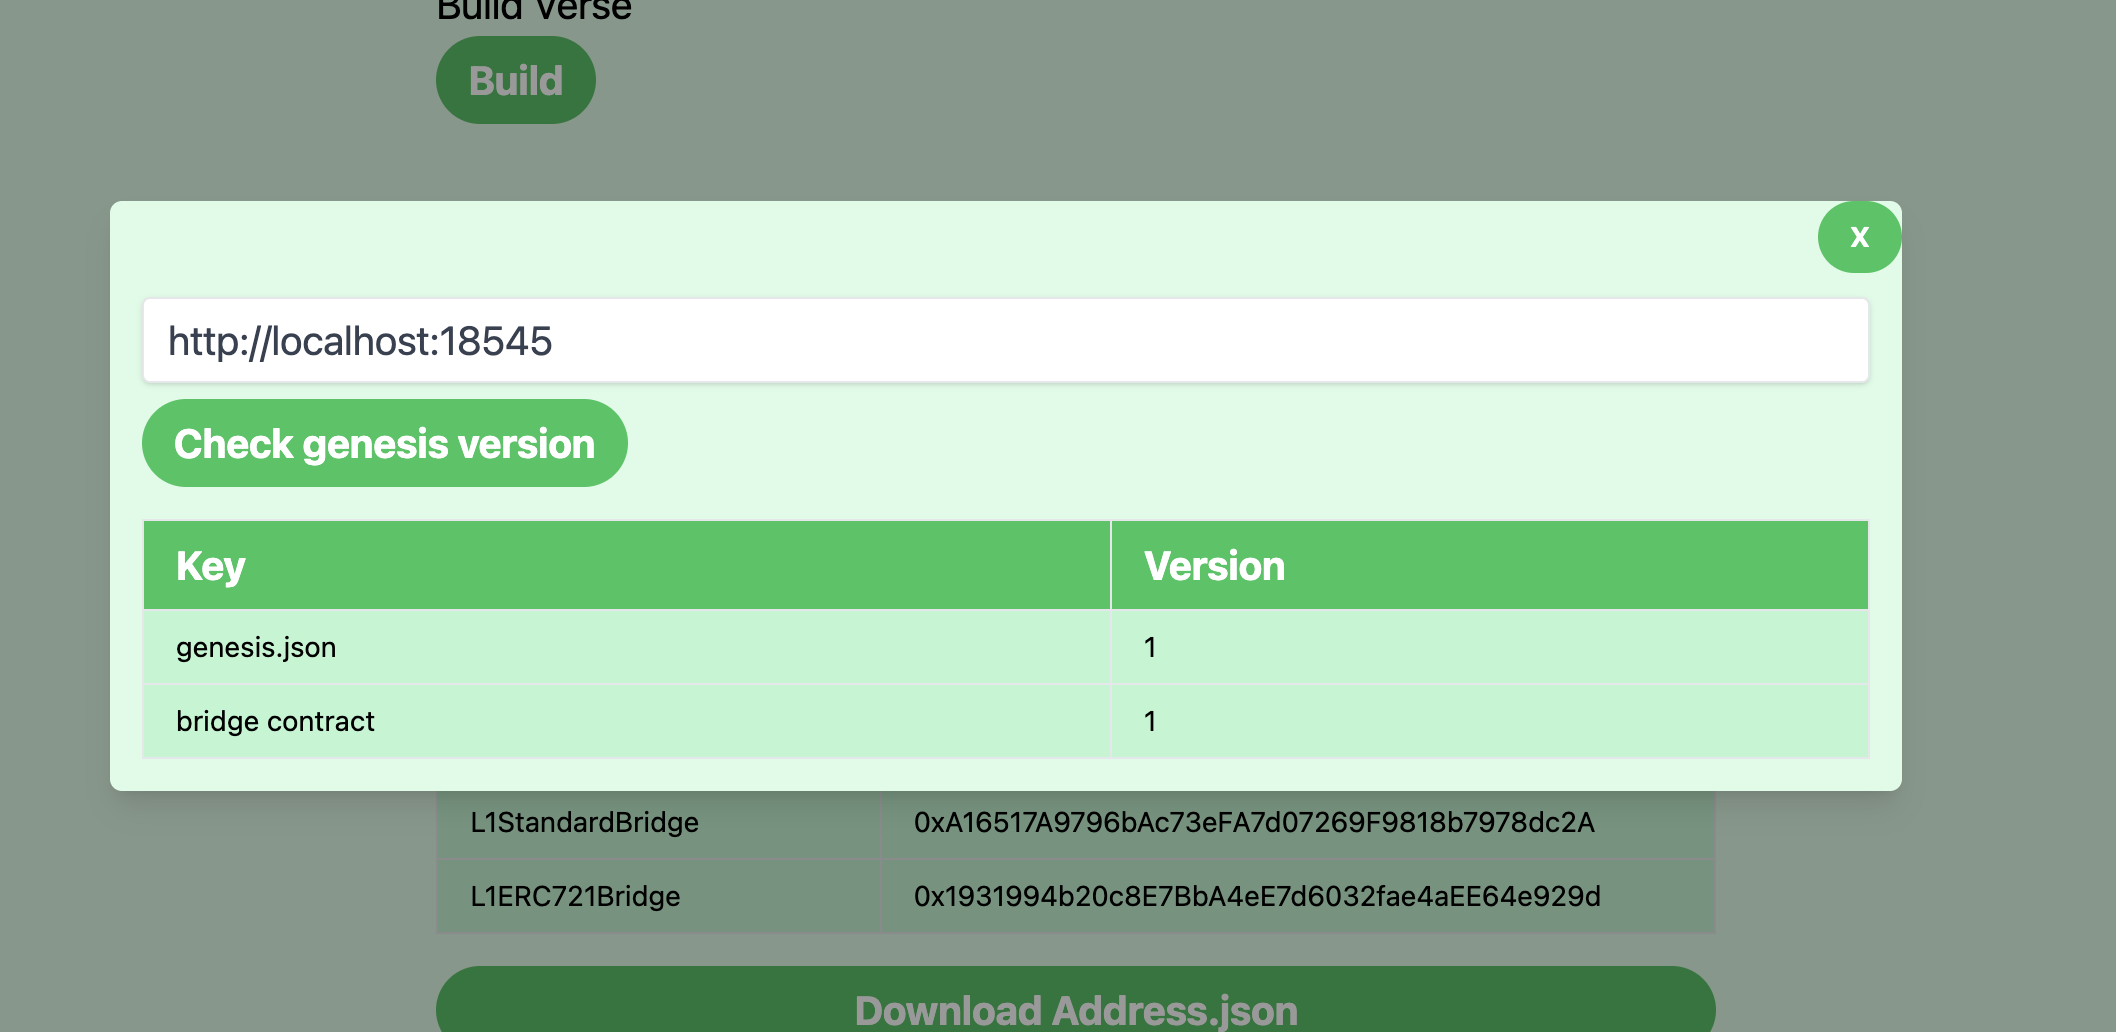 Build Verse
Build
X
http://localhost:18545
Check genesis version
Key Version
genesis.json 1
bridge contract 1
L1StandardBridge 0xA16517A9796bAc73eFA7d07269F9818b7978dc2A
L1ERC721Bridge 0x1931994b20c8E7BbA4eE7d6032fae4aEE64e929d
Download Address.json